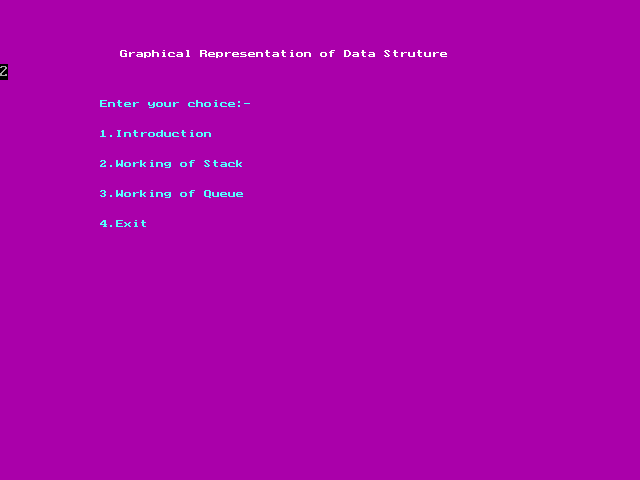 Graphical Representation of Data Struture
2
Enter your choice:-
1.Introduction
2.Working of Stack
3.Working of Queue
4.Exit